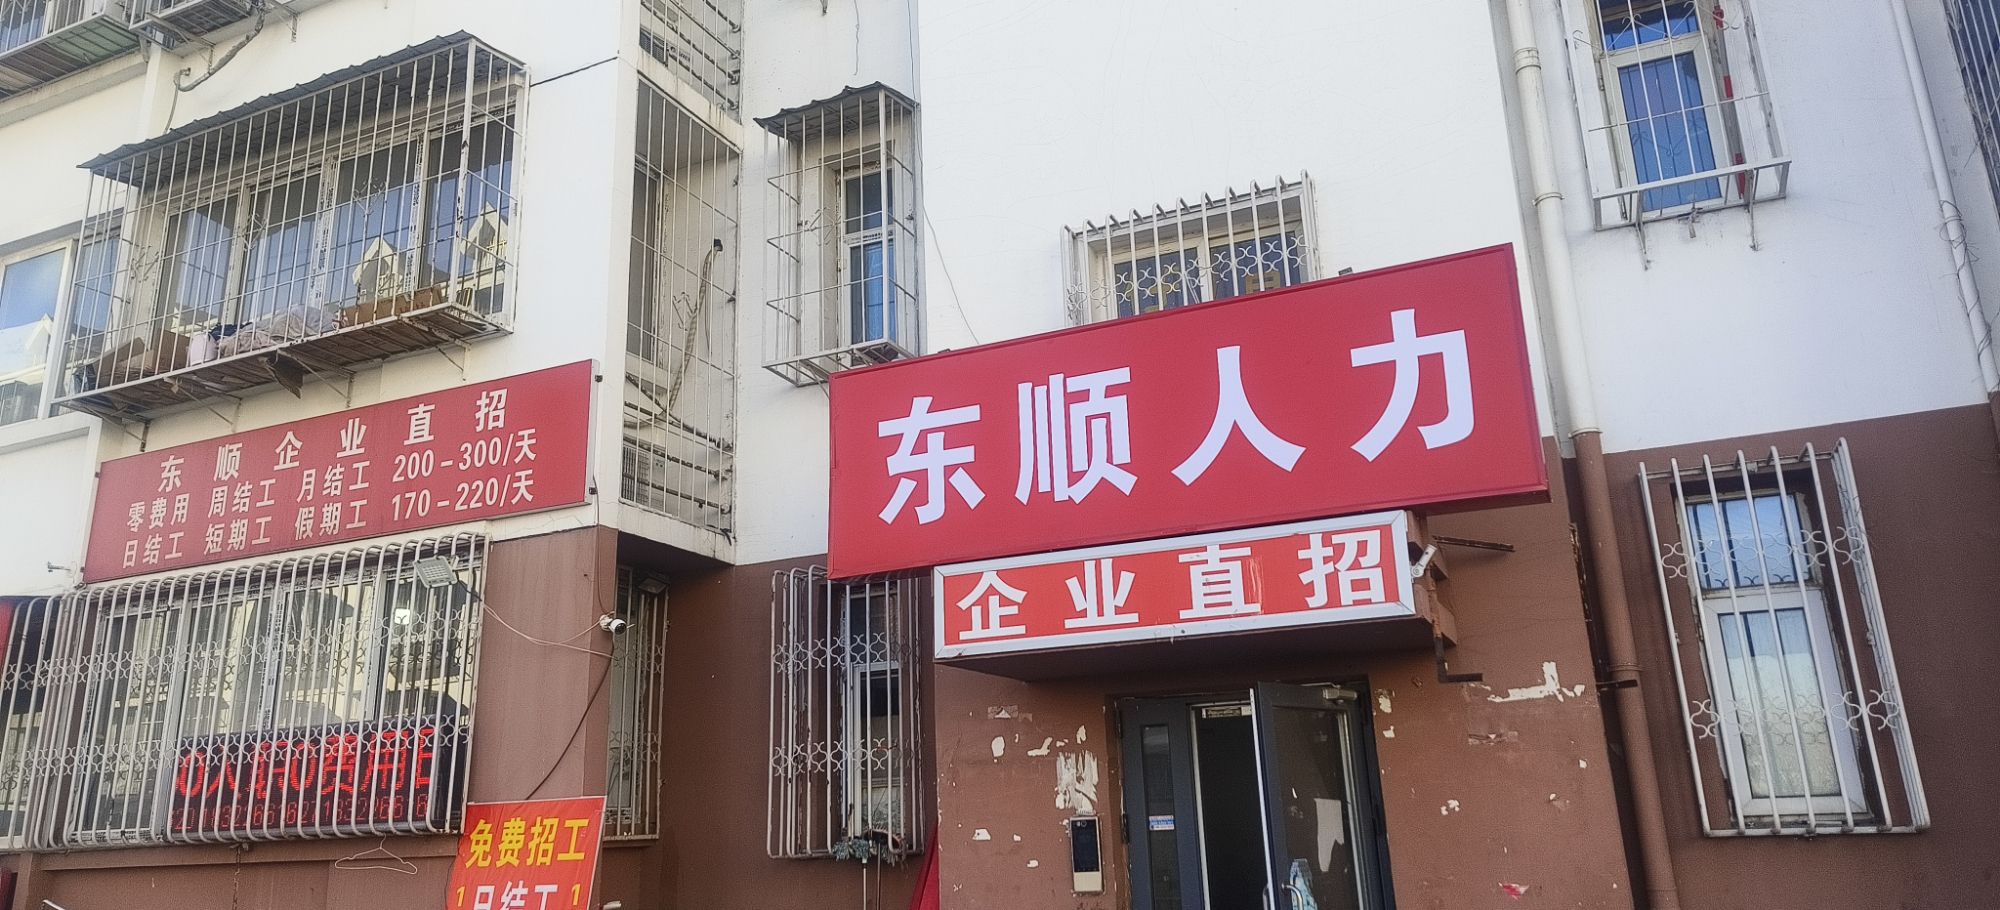 东顺企业直招
零费用 周结工 月结工 200-300/天
日结工 短期工 假期工 170-220/天
东顺人力
企业直招
费用
免费招工
日结工